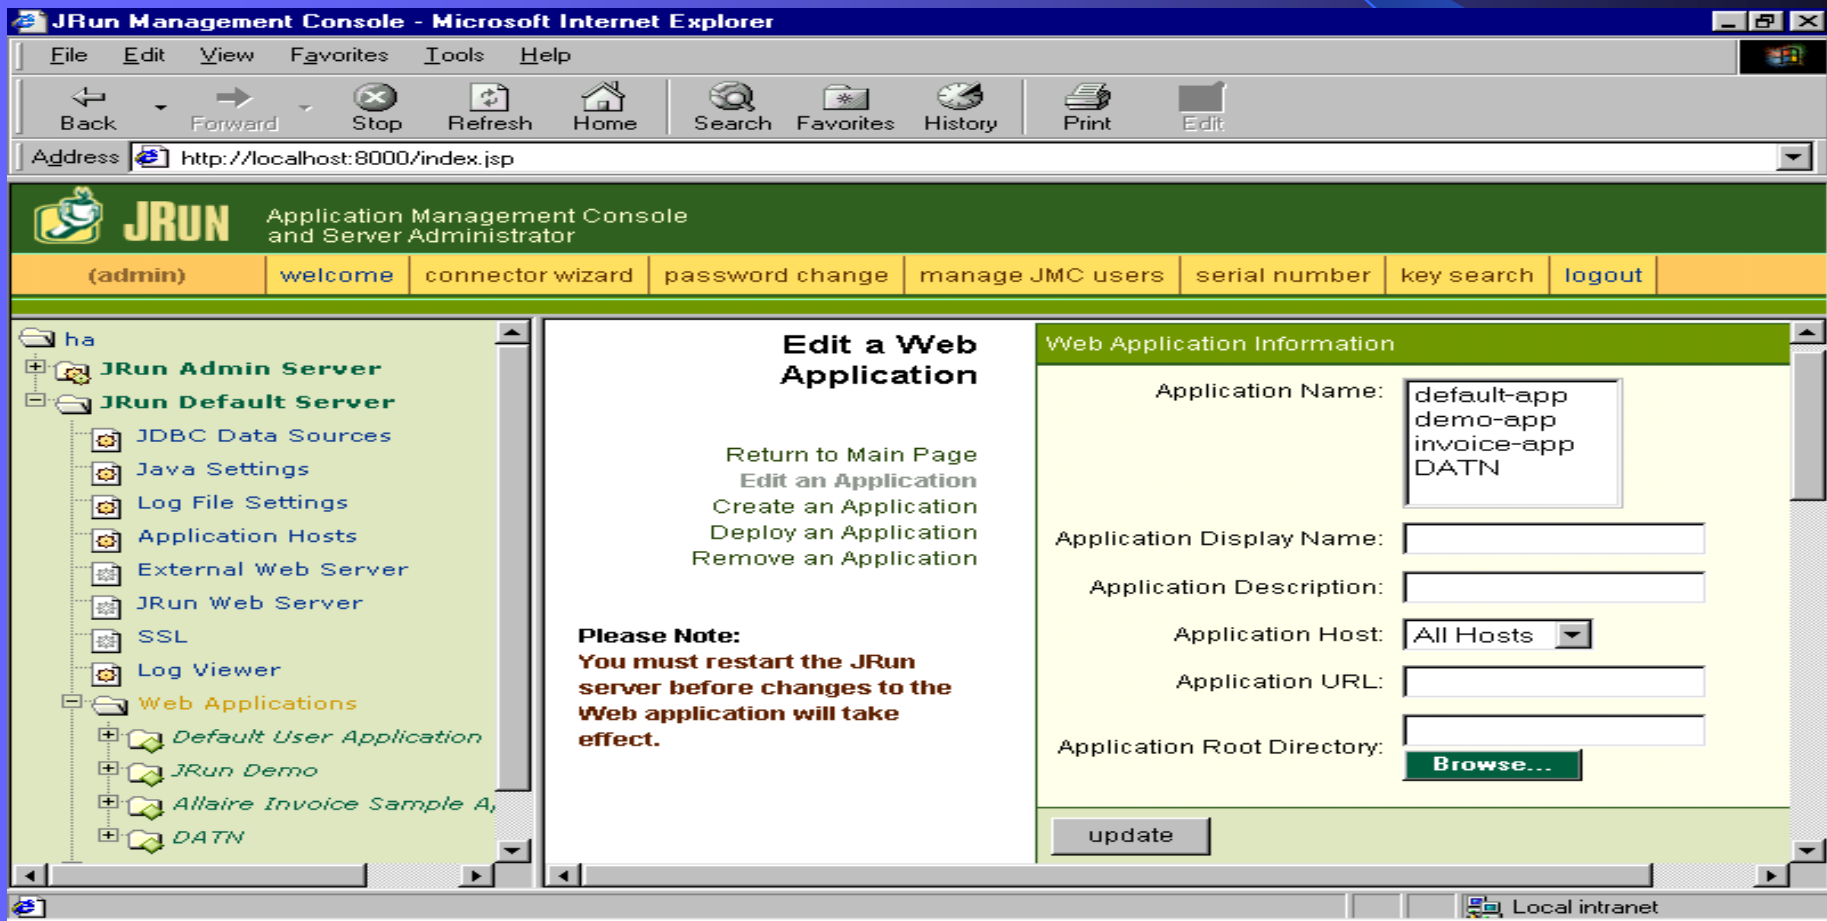 JRun Management Console - Microsoft Internet Explorer
File Edit View Favorites Tools Help
Back Forward Stop Refresh Home Search Favorites History Print Edit
Address http://localhost:8000/index.jsp
JRUN
Application Management Console
and Server Administrator
(admin) welcome connector wizard password change manage JMC users serial number key search logout
ha
JRun Admin Server
JRun Default Server
JDBC Data Sources
Java Settings
Log File Settings
Application Hosts
External Web Server
JRun Web Server
SSL
Log Viewer
Web Applications
Default User Application
JRun Demo
Allaire Invoice Sample A
DATN
Edit a Web
Application
Return to Main Page
Edit an Application
Create an Application
Deploy an Application
Remove an Application
Please Note:
You must restart the JRun
server before changes to the
Web application will take
effect.
Web Application Information
Application Name:
default-app
demo-app
invoice-app
DATN
Application Display Name:
Application Description:
Application Host: All Hosts
Application URL:
Application Root Directory:
Browse...
update
Local intranet